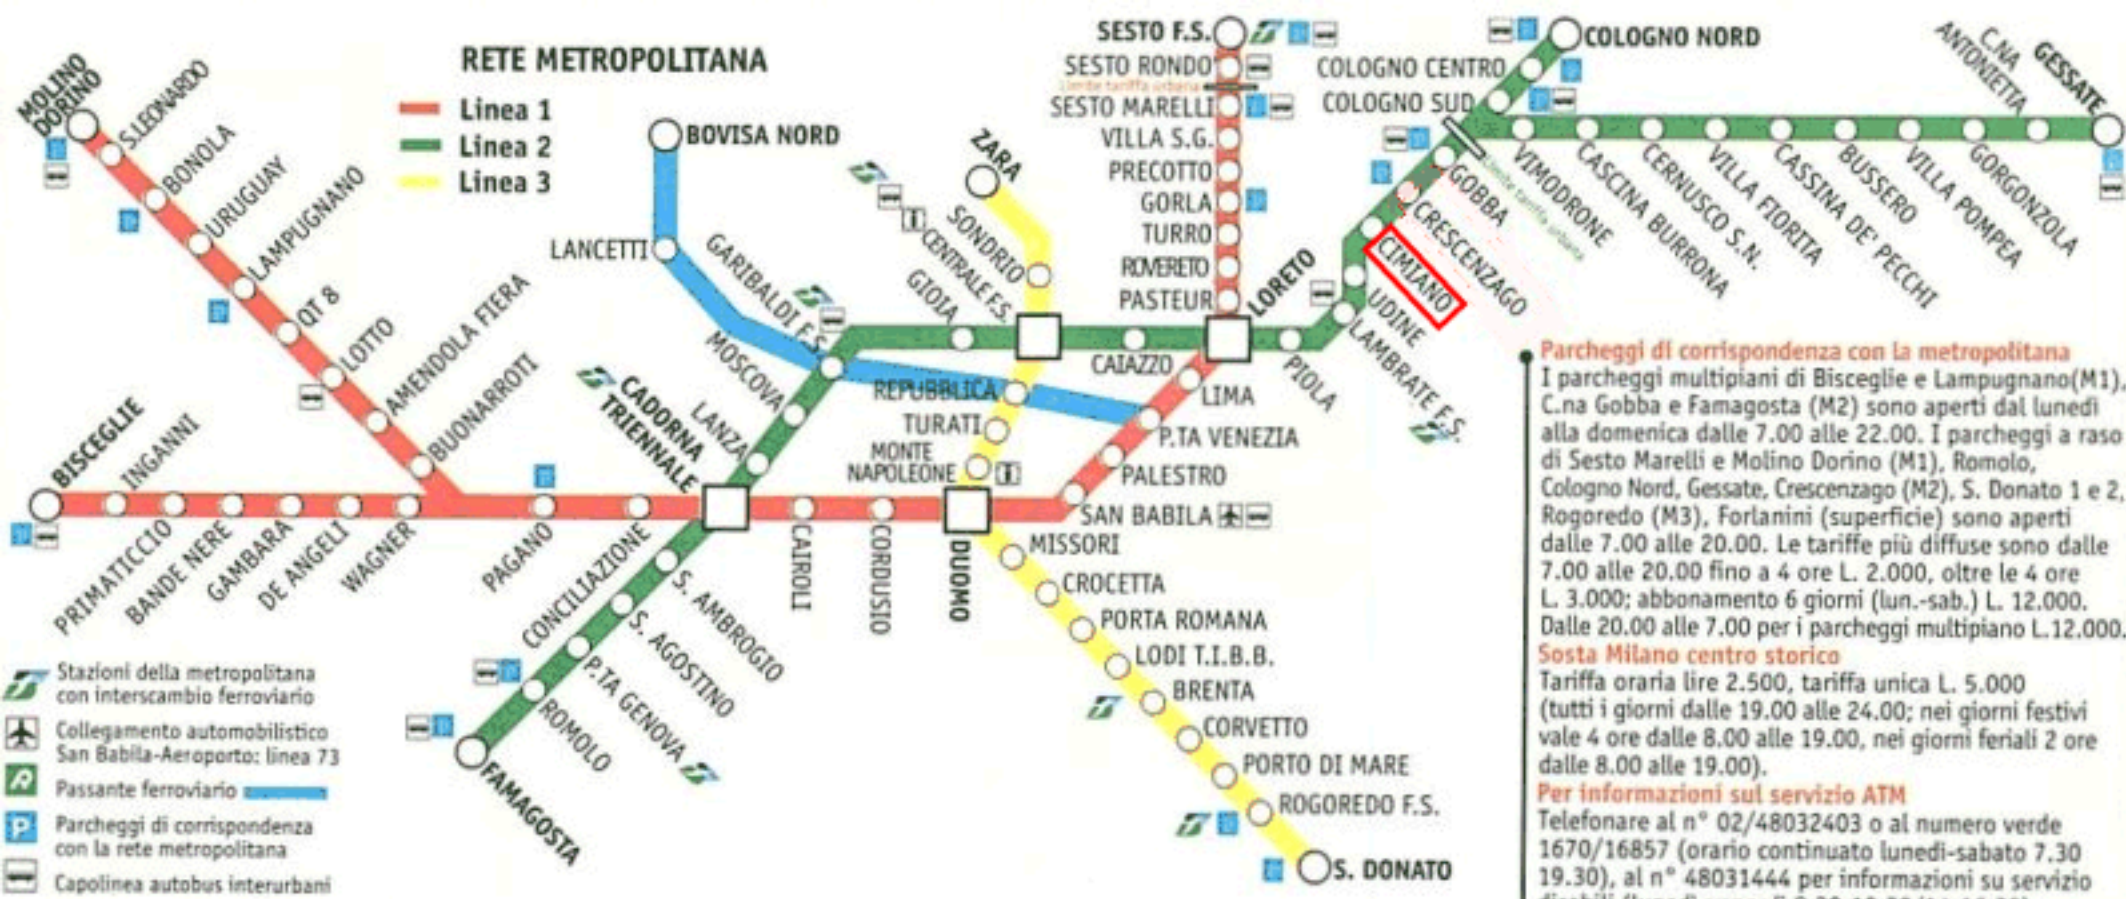 RETE METROPOLITANA
Linea 1
Linea 2
Linea 3
MOLINO
DORINO
S.LEONARDO
BONOLA
URUGUAY
LAMPUGNANO
QT 8
LOTTO
AMENDOLA FIERA
BUONARROTI
BISCEGLIE
INGANNI
PRIMATICCIO
BANDE NERE
GAMBARA
DE ANGELI
WAGNER
PAGANO
CONCILIAZIONE
CADORNA
TRIENNALE
CAIROLI
CORDUSIO
DUOMO
SAN BABILA
PALESTRO
P.TA VENEZIA
LIMA
LORETO
PASTEUR
ROVERETO
TURRO
GORLA
PRECOTTO
VILLA S.G.
SESTO MARELLI
Limite tariffa urbana
SESTO RONDO
SESTO F.S.
BOVISA NORD
LANCETTI
GARIBALDI F.S.
MOSCOVA
LANZA
GIOIA
CENTRALE F.S.
CAIAZZO
PIOLA
LAMBRATE F.S.
UDINE
CIMIANO
CRESCENZAGO
GOBBA
Limite tariffa urbana
COLOGNO SUD
COLOGNO CENTRO
COLOGNO NORD
VIMODRONE
CASCINA BURRONA
CERNUSCO S.N.
VILLA FIORITA
CASSINA DE' PECCHI
BUSSERO
VILLA POMPEA
GORGONZOLA
C.NA
ANTONIETTA
GESSATE
S. AMBROGIO
S. AGOSTINO
P.TA GENOVA
ROMOLO
FAMAGOSTA
ZARA
SONDRIO
REPUBBLICA
TURATI
MONTE
NAPOLEONE
MISSORI
CROCETTA
PORTA ROMANA
LODI T.I.B.B.
BRENTA
CORVETTO
PORTO DI MARE
ROGOREDO F.S.
S. DONATO
Stazioni della metropolitana
con interscambio ferroviario
Collegamento automobilistico
San Babila-Aeroporto: linea 73
Passante ferroviario
P Parcheggi di corrispondenza
con la rete metropolitana
Capolinea autobus interurbani
Parcheggi di corrispondenza con la metropolitana
I parcheggi multipiani di Bisceglie e Lampugnano(M1).
C.na Gobba e Famagosta (M2) sono aperti dal lunedì
alla domenica dalle 7.00 alle 22.00. I parcheggi a raso
di Sesto Marelli e Molino Dorino (M1), Romolo,
Cologno Nord, Gessate, Crescenzago (M2), S. Donato 1 e 2,
Rogoredo (M3), Forlanini (superficie) sono aperti
dalle 7.00 alle 20.00. Le tariffe più diffuse sono dalle
7.00 alle 20.00 fino a 4 ore L. 2.000, oltre le 4 ore
L. 3.000; abbonamento 6 giorni (lun.-sab.) L. 12.000.
Dalle 20.00 alle 7.00 per i parcheggi multipiano L.12.000.
Sosta Milano centro storico
Tariffa oraria lire 2.500, tariffa unica L. 5.000
(tutti i giorni dalle 19.00 alle 24.00; nei giorni festivi
vale 4 ore dalle 8.00 alle 19.00, nei giorni feriali 2 ore
dalle 8.00 alle 19.00).
Per informazioni sul servizio ATM
Telefonare al n° 02/48032403 o al numero verde
1670/16857 (orario continuato lunedì-sabato 7.30
19.30), al n° 48031444 per informazioni su servizio